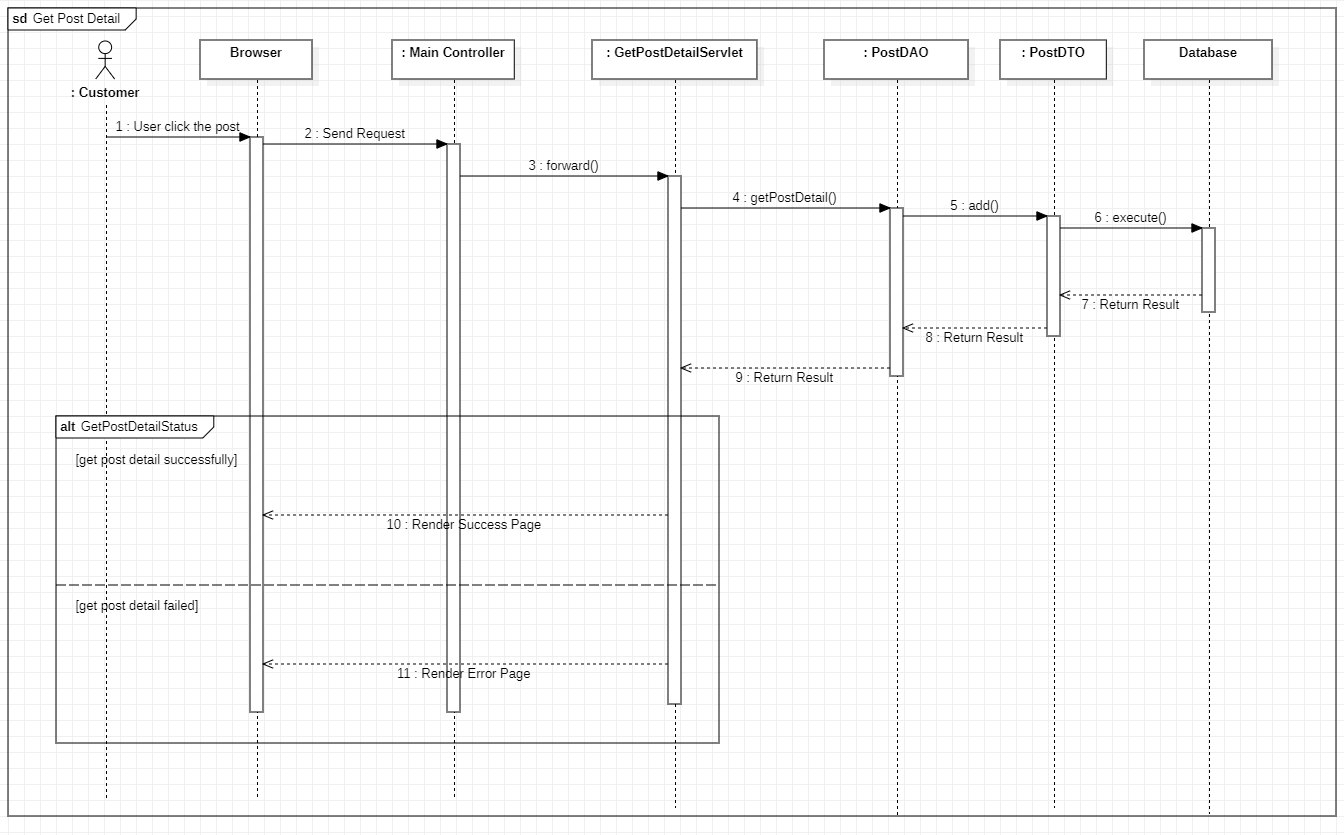 sd Get Post Detail
: Customer
Browser
: Main Controller
: GetPostDetailServlet
: PostDAO
: PostDTO
Database
1 : User click the post
2 : Send Request
3 : forward()
4 : getPostDetail()
5 : add()
6 : execute()
7 : Return Result
8 : Return Result
9 : Return Result
alt GetPostDetailStatus
[get post detail successfully]
10 : Render Success Page
[get post detail failed]
11 : Render Error Page